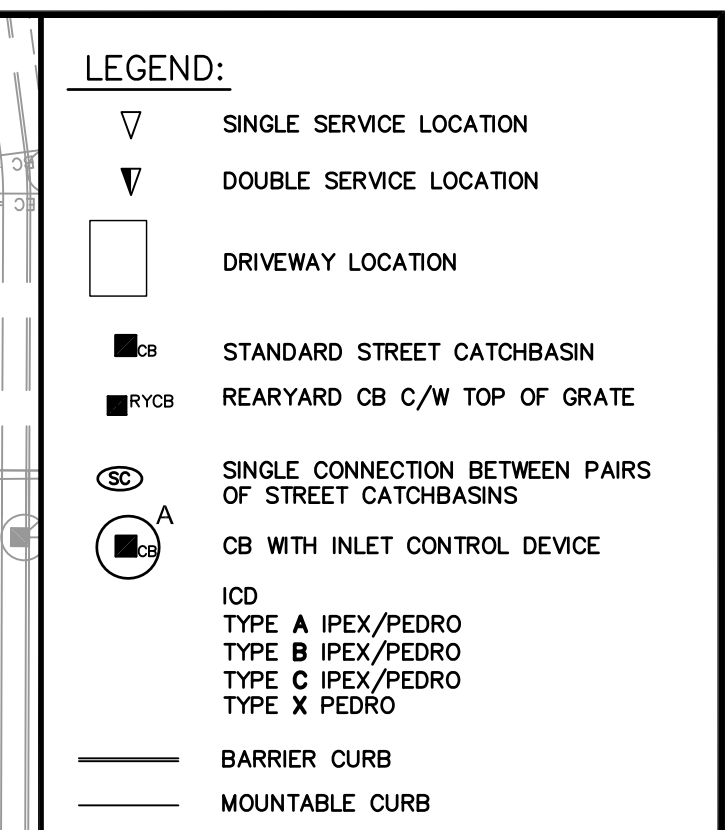 LEGEND:
SINGLE SERVICE LOCATION
DOUBLE SERVICE LOCATION
DRIVEWAY LOCATION
CB STANDARD STREET CATCHBASIN
RYCB REARYARD CB C/W TOP OF GRATE
SC SINGLE CONNECTION BETWEEN PAIRS
OF STREET CATCHBASINS
A
CB CB WITH INLET CONTROL DEVICE
ICD
TYPE A IPEX/PEDRO
TYPE B IPEX/PEDRO
TYPE C IPEX/PEDRO
TYPE X PEDRO
BARRIER CURB
MOUNTABLE CURB
BC
EC